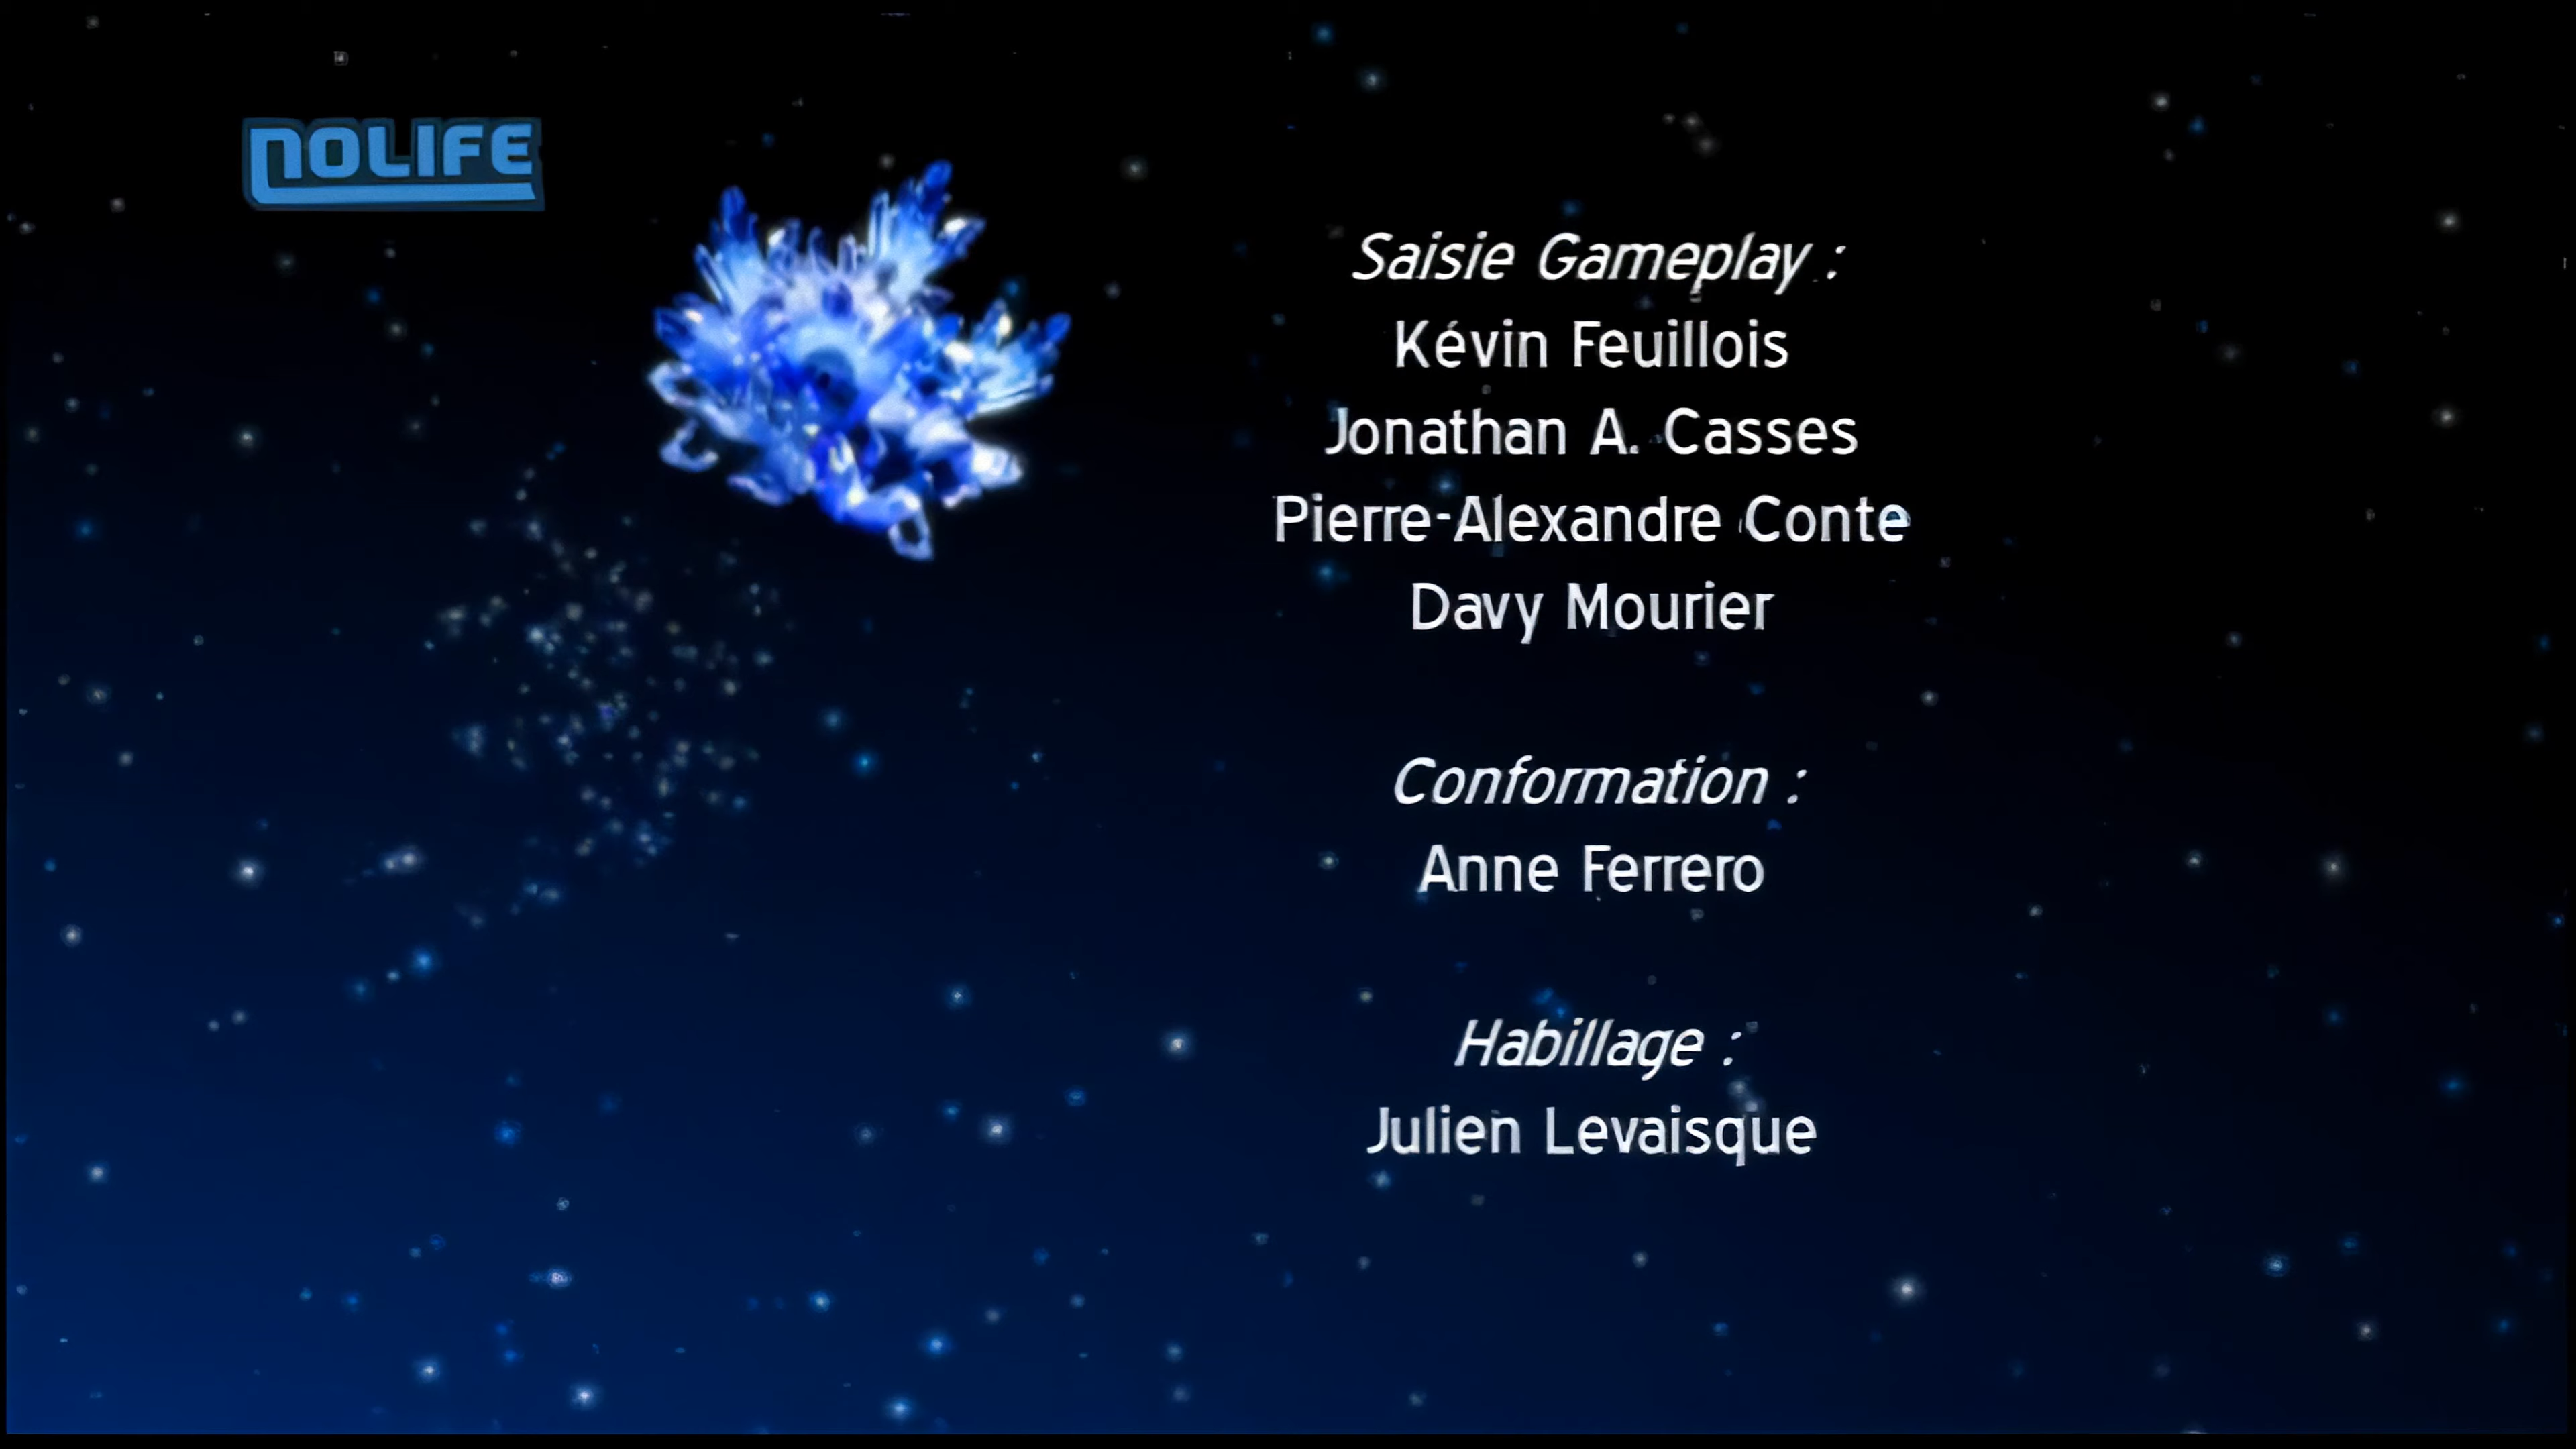 NOLIFE
Saisie Gameplay :
Kévin Feuillois
Jonathan A. Casses
Pierre-Alexandre Conte
Davy Mourier
Conformation :
Anne Ferrero
Habillage :
Julien Levaisque